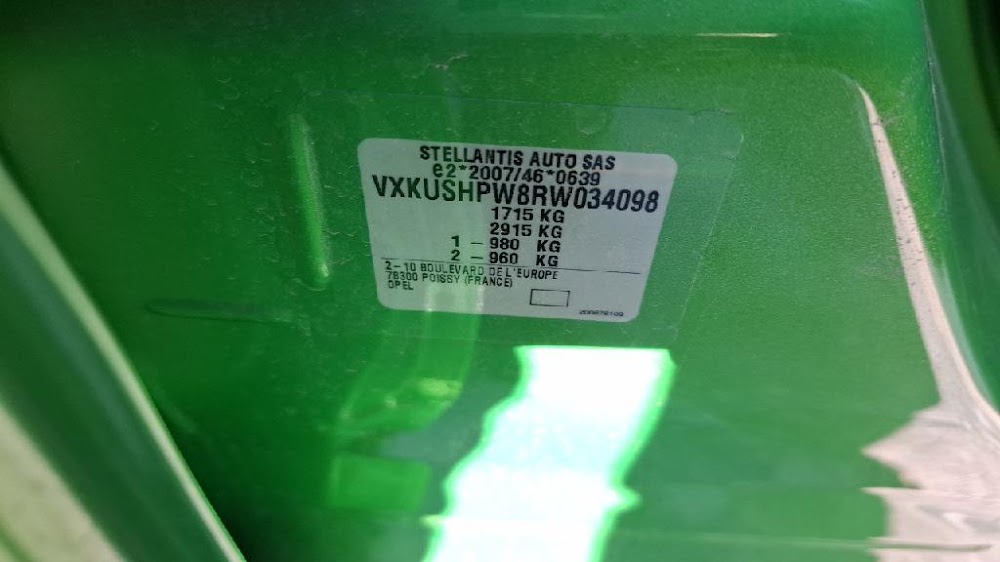 STELLANTIS AUTO SAS
e2*2007/46*0639
VXKUSHPW8RW034098
1715 KG
2915 KG
1 - 980 KG
2 - 960 KG
2-10 BOULEVARD DE L'EUROPE
78300 POISSY (FRANCE)
OPEL